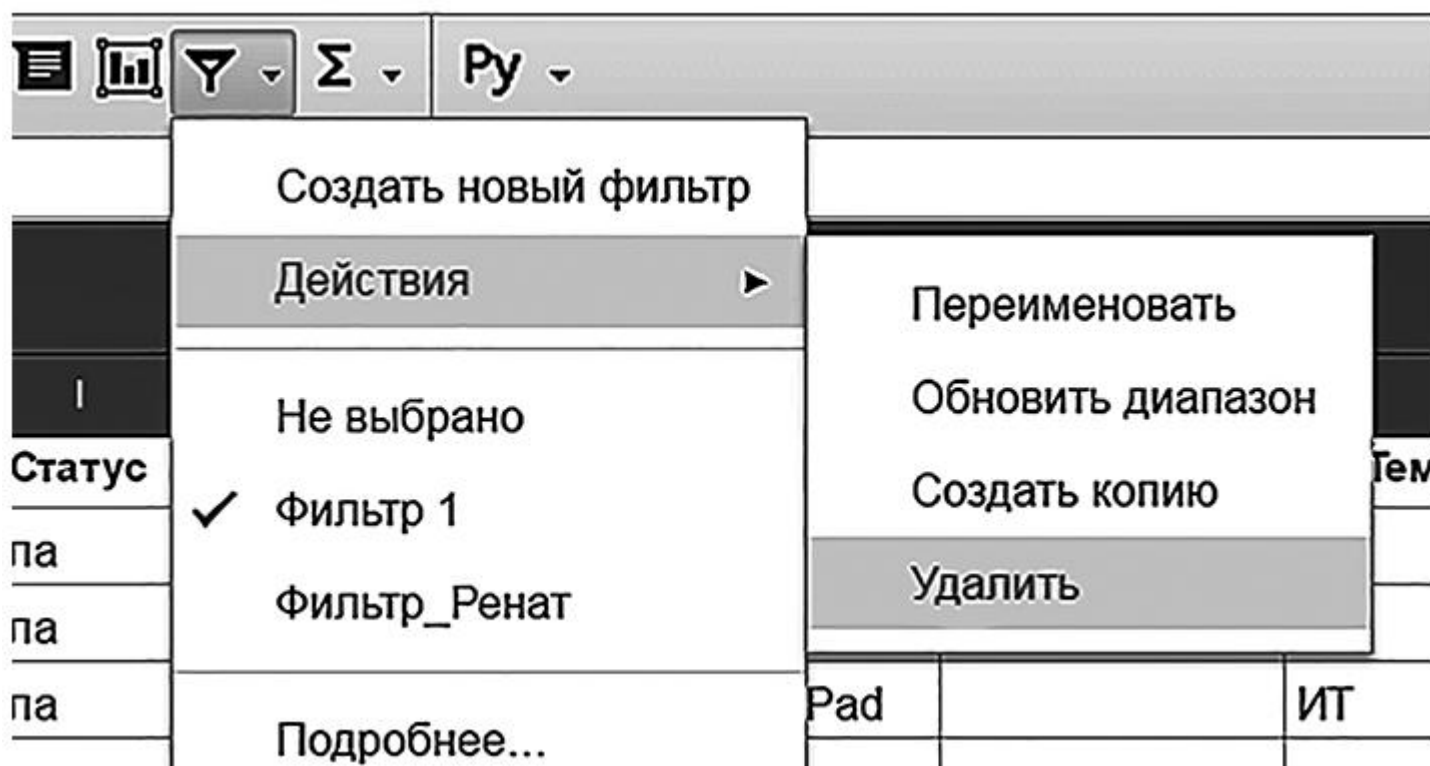 Σ Ру
Создать новый фильтр
Действия
Переименовать
Обновить диапазон
Создать копию
Удалить
I
Не выбрано
Фильтр 1
Фильтр_Ренат
Подробнее...
Статус
Тем
па
па
па
Pad
ИТ